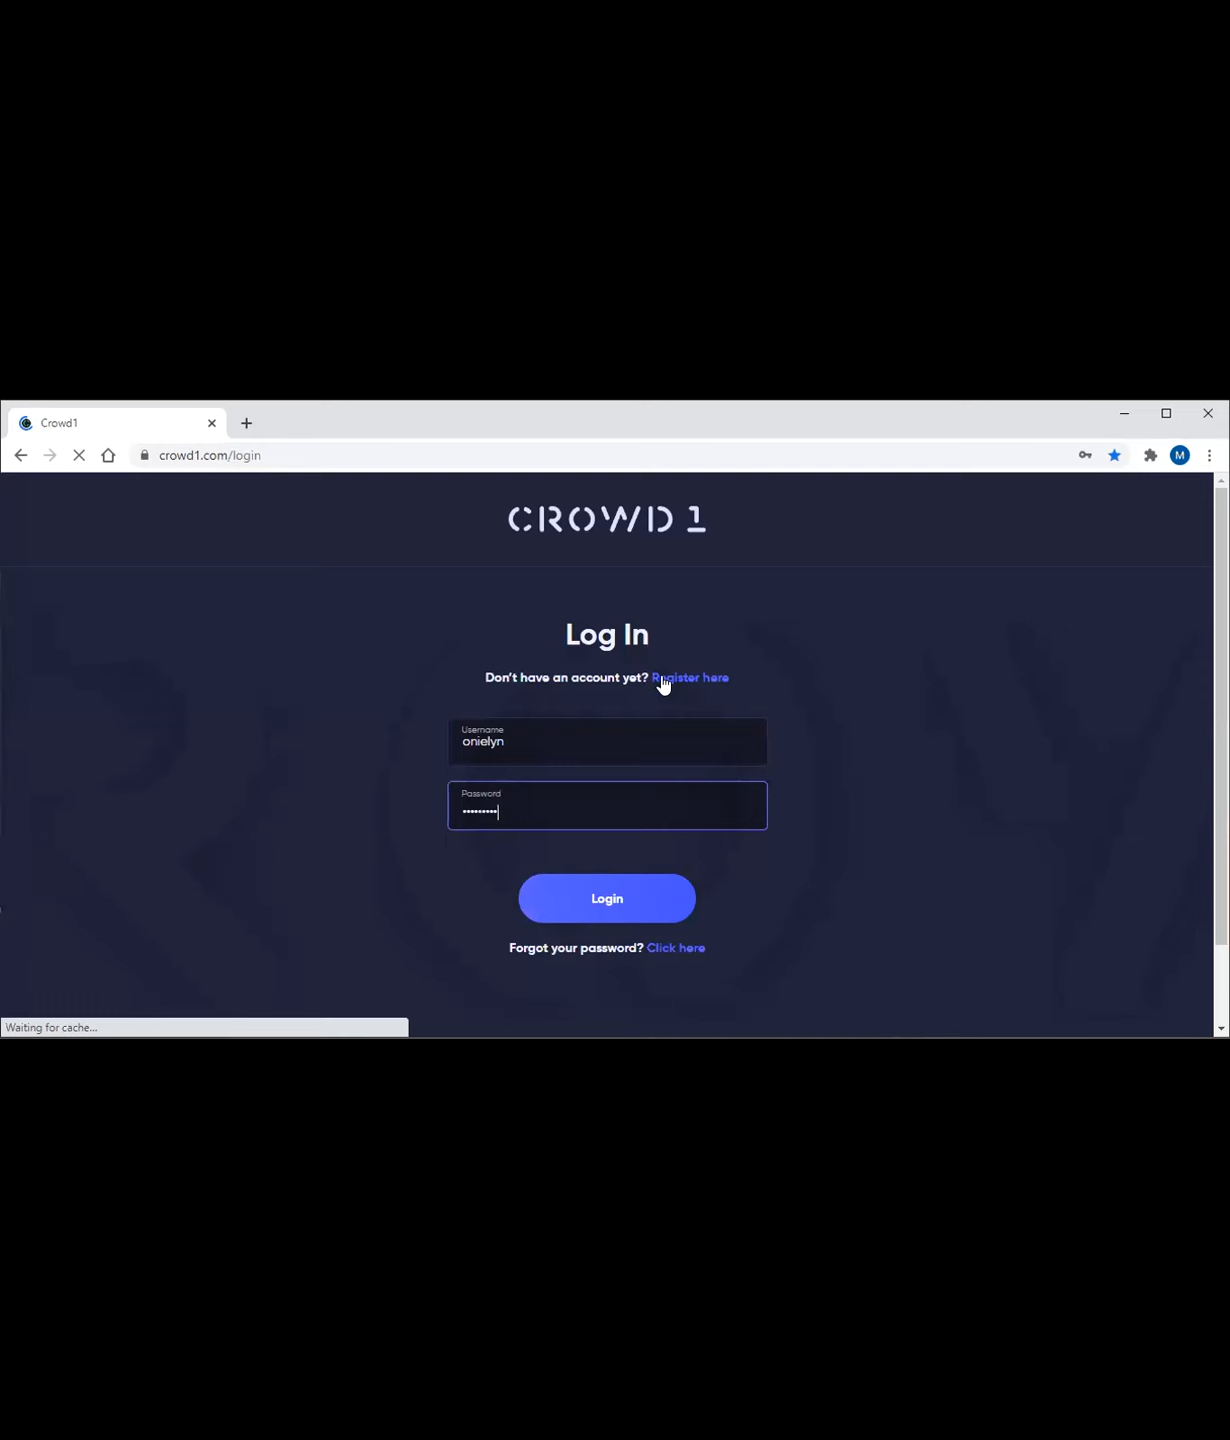 Crowd1
crowd1.com/login
M
CROWD 1
Log In
Don't have an account yet? Register here
Username
onielyn
Password
•••••••••
Login
Forgot your password? Click here
Waiting for cache...